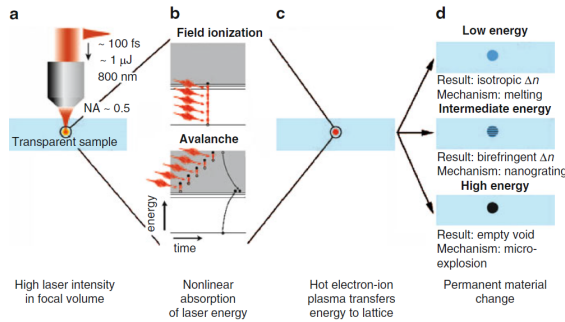 a
~ 100 fs
~ 1 μJ
800 nm
NA ~ 0.5
Transparent sample
High laser intensity
in focal volume
b
Field ionization
Avalanche
energy
time
Nonlinear
absorption
of laser energy
c
Hot electron-ion
plasma transfers
energy to lattice
d
Low energy
Result: isotropic Δn
Mechanism: melting
Intermediate energy
Result: birefringent Δn
Mechanism: nanograting
High energy
Result: empty void
Mechanism: micro-
explosion
Permanent material
change